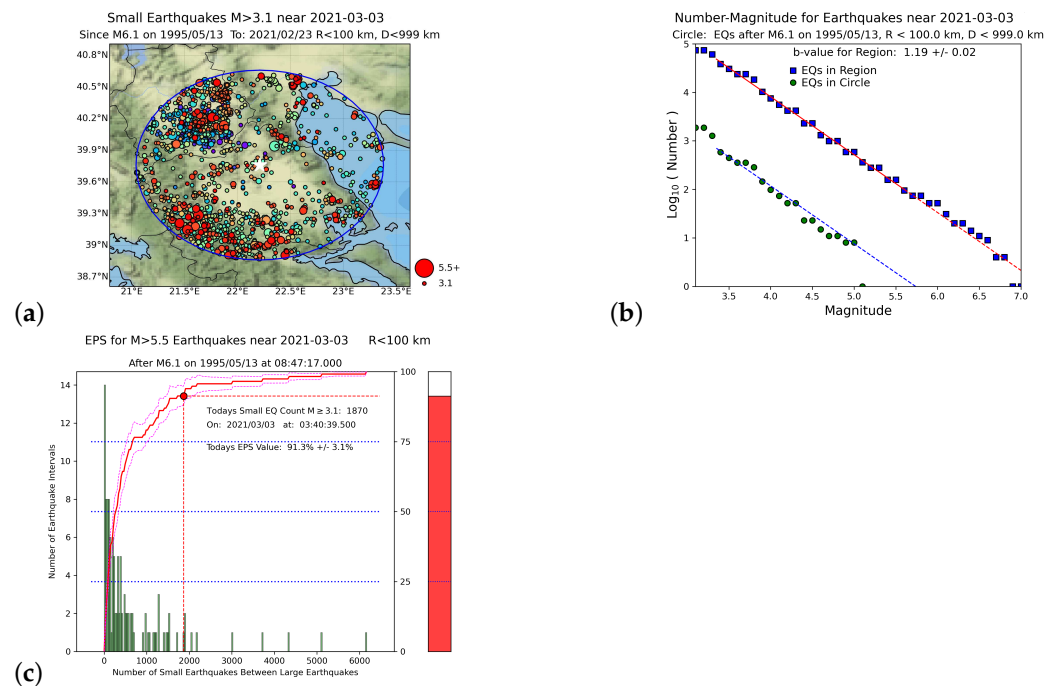 Small Earthquakes M>3.1 near 2021-03-03
Since M6.1 on 1995/05/13 To: 2021/02/23 R<100 km, D<999 km
40.8°N
40.5°N
40.2°N
39.9°N
39.6°N
39.3°N
39°N
38.7°N
21°E
21.5°E
22°E
22.5°E
23°E
23.5°E
5.5+
3.1
(a)
Number-Magnitude for Earthquakes near 2021-03-03
Circle: EQs after M6.1 on 1995/05/13, R < 100.0 km, D < 999.0 km
b-value for Region: 1.19 +/- 0.02
EQs in Region
EQs in Circle
Log10 ( Number )
5
4
3
2
1
0
3.5
4.0
4.5
5.0
5.5
6.0
6.5
7.0
Magnitude
(b)
EPS for M>5.5 Earthquakes near 2021-03-03 R<100 km
After M6.1 on 1995/05/13 at 08:47:17.000
Todays Small EQ Count M ≥ 3.1: 1870
On: 2021/03/03 at: 03:40:39.500
Todays EPS Value: 91.3% +/- 3.1%
Number of Earthquake Intervals
14
12
10
8
6
4
2
0
100
75
50
25
0
0
1000
2000
3000
4000
5000
6000
Number of Small Earthquakes Between Large Earthquakes
(c)